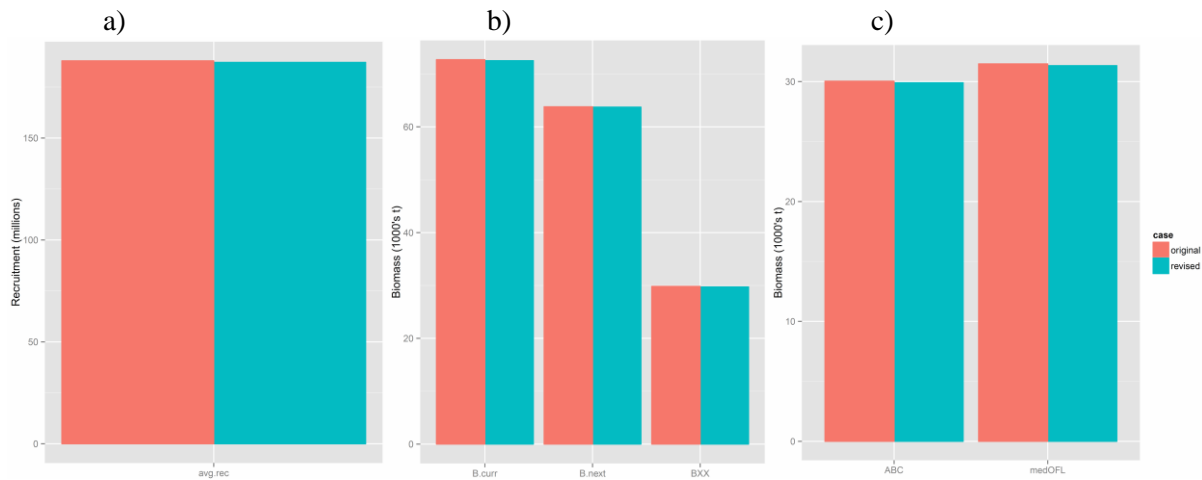 a)
b)
c)
Recruitment (millions)
150
100
50
0
avg.rec
Biomass (1000's t)
60
40
20
0
B.curr
B.next
BXX
Biomass (1000's t)
30
20
10
0
ABC
medOFL
case
original
revised